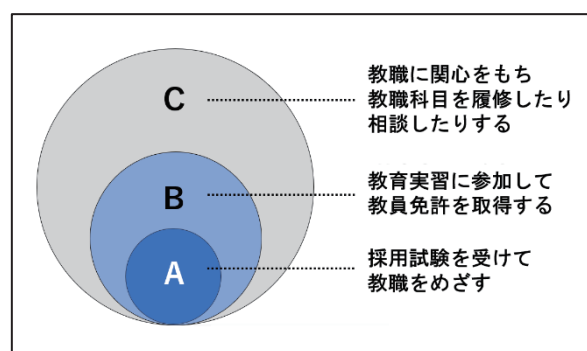 C
教職に関心をもち
教職科目を履修したり
相談したりする
B
教育実習に参加して
教員免許を取得する
A
採用試験を受けて
教職をめざす